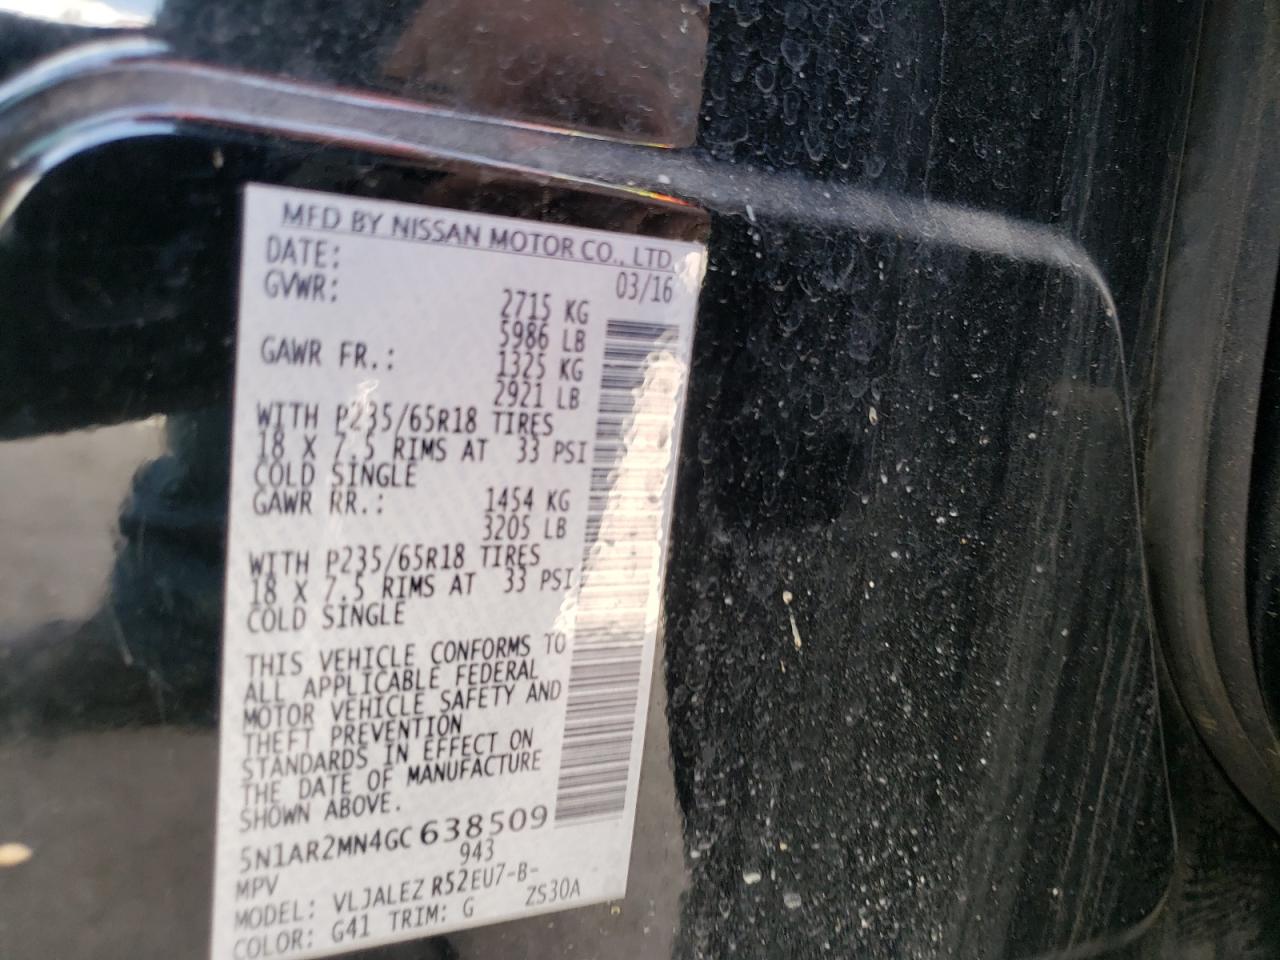 MFD BY NISSAN MOTOR CO., LTD.
DATE: 03/16
GVWR: 2715 KG
5986 LB
GAWR FR.: 1325 KG
2921 LB
WITH P235/65R18 TIRES
18 X 7.5 RIMS AT 33 PSI
COLD SINGLE
GAWR RR.: 1454 KG
3205 LB
WITH P235/65R18 TIRES
18 X 7.5 RIMS AT 33 PSI
COLD SINGLE
THIS VEHICLE CONFORMS TO
ALL APPLICABLE FEDERAL
MOTOR VEHICLE SAFETY AND
THEFT PREVENTION
STANDARDS IN EFFECT ON
THE DATE OF MANUFACTURE
SHOWN ABOVE.
5N1AR2MN4GC638509
MPV 943
MODEL: VLJALEZ R52EU7-B-
COLOR: G41 TRIM: G ZS30A